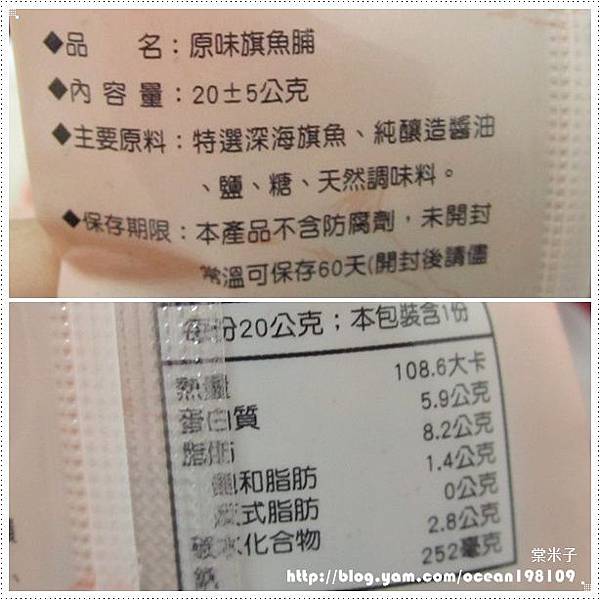 ◆品　　名：原味旗魚脯
◆內 容 量：20±5公克
◆主要原料：特選深海旗魚、純釀造醬油
、鹽、糖、天然調味料。
◆保存期限：本產品不含防腐劑，未開封
常溫可保存60天(開封後請儘
每份20公克；本包裝含1份
熱量 108.6大卡
蛋白質 5.9公克
脂肪 8.2公克
飽和脂肪 1.4公克
反式脂肪 0公克
碳水化合物 2.8公克
鈉 252毫克
棠米子
http://blog.yam.com/ocean198109